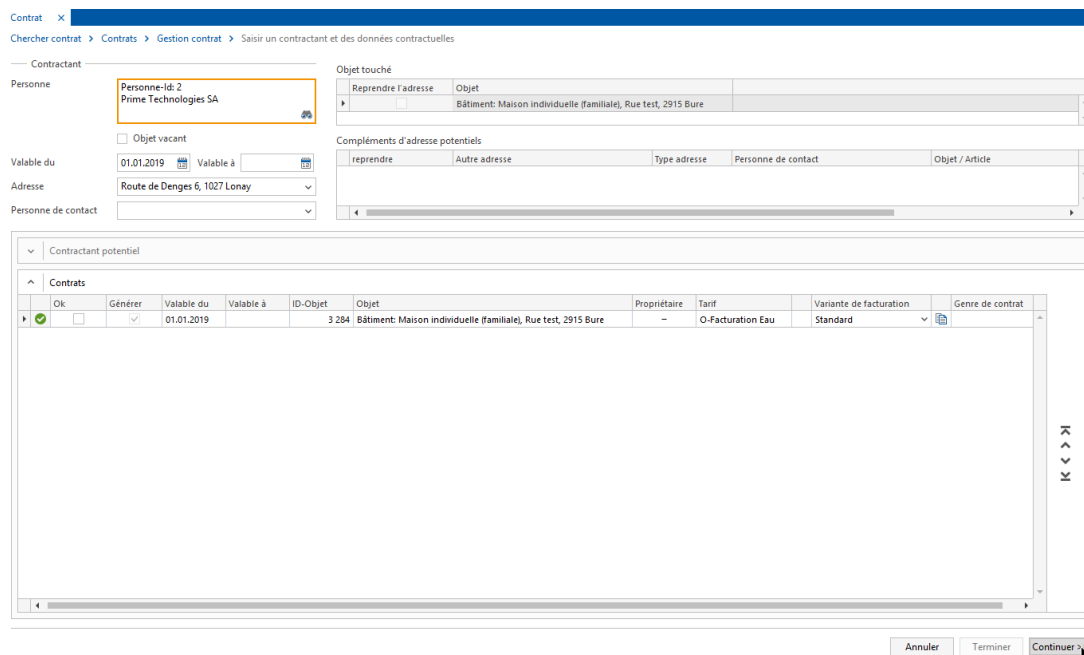 Contrat ×
Chercher contrat > Contrats > Gestion contrat > Saisir un contractant et des données contractuelles
Contractant
Personne
Personne-Id: 2
Prime Technologies SA
Objet vacant
Valable du 01.01.2019 Valable à
Adresse Route de Denges 6, 1027 Lonay
Personne de contact
Objet touché
Reprendre l'adresse Objet
Bâtiment: Maison individuelle (familiale), Rue test, 2915 Bure
Compléments d'adresse potentiels
reprendre Autre adresse Type adresse Personne de contact Objet / Article
Contractant potentiel
Contrats
Ok Générer Valable du Valable à ID-Objet Objet Propriétaire Tarif Variante de facturation Genre de contrat
01.01.2019 3 284 Bâtiment: Maison individuelle (familiale), Rue test, 2915 Bure – O-Facturation Eau Standard
Annuler Terminer Continuer >